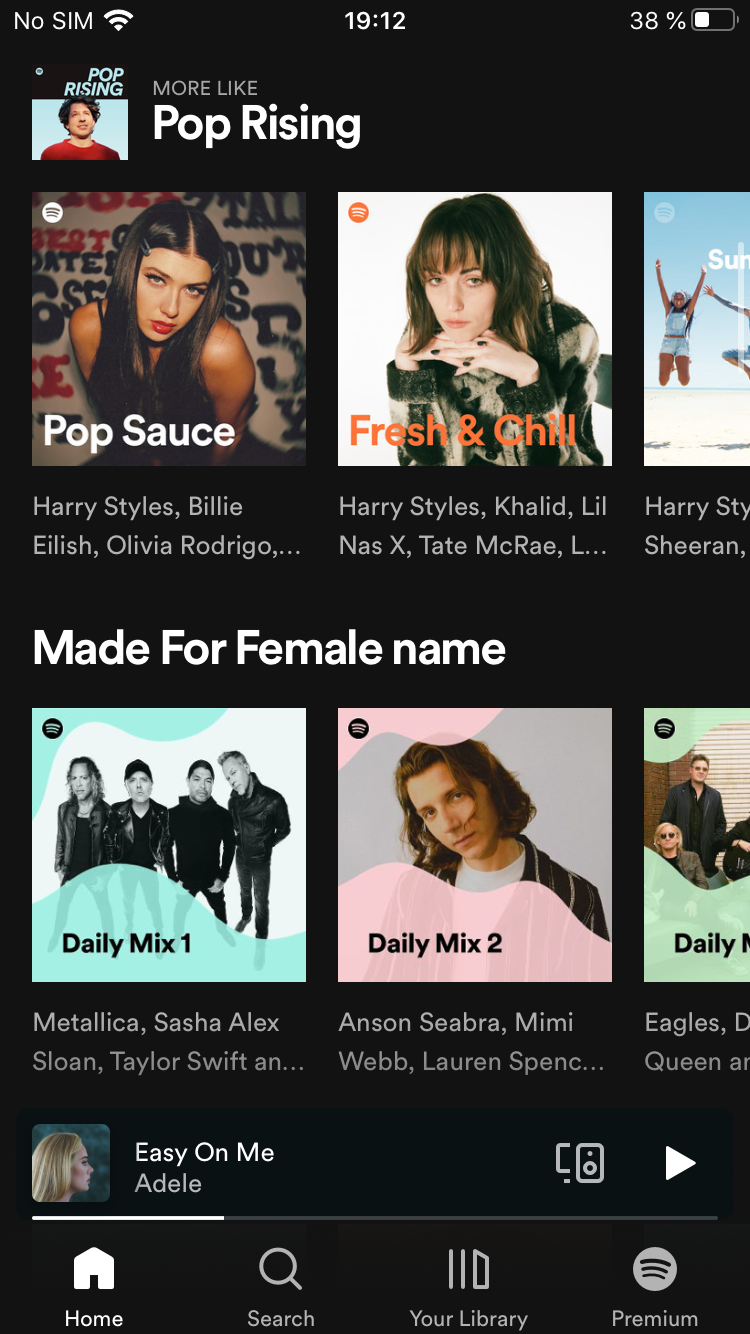 No SIM 19:12 38 %
POP
RISING
MORE LIKE
Pop Rising
Pop Sauce
Fresh & Chill
Sun
Harry Styles, Billie
Eilish, Olivia Rodrigo,...
Harry Styles, Khalid, Lil
Nas X, Tate McRae, L...
Harry Sty
Sheeran,
Made For Female name
Daily Mix 1
Daily Mix 2
Daily M
Metallica, Sasha Alex
Sloan, Taylor Swift an...
Anson Seabra, Mimi
Webb, Lauren Spenc...
Eagles, D
Queen an
Easy On Me
Adele
Home
Search
Your Library
Premium